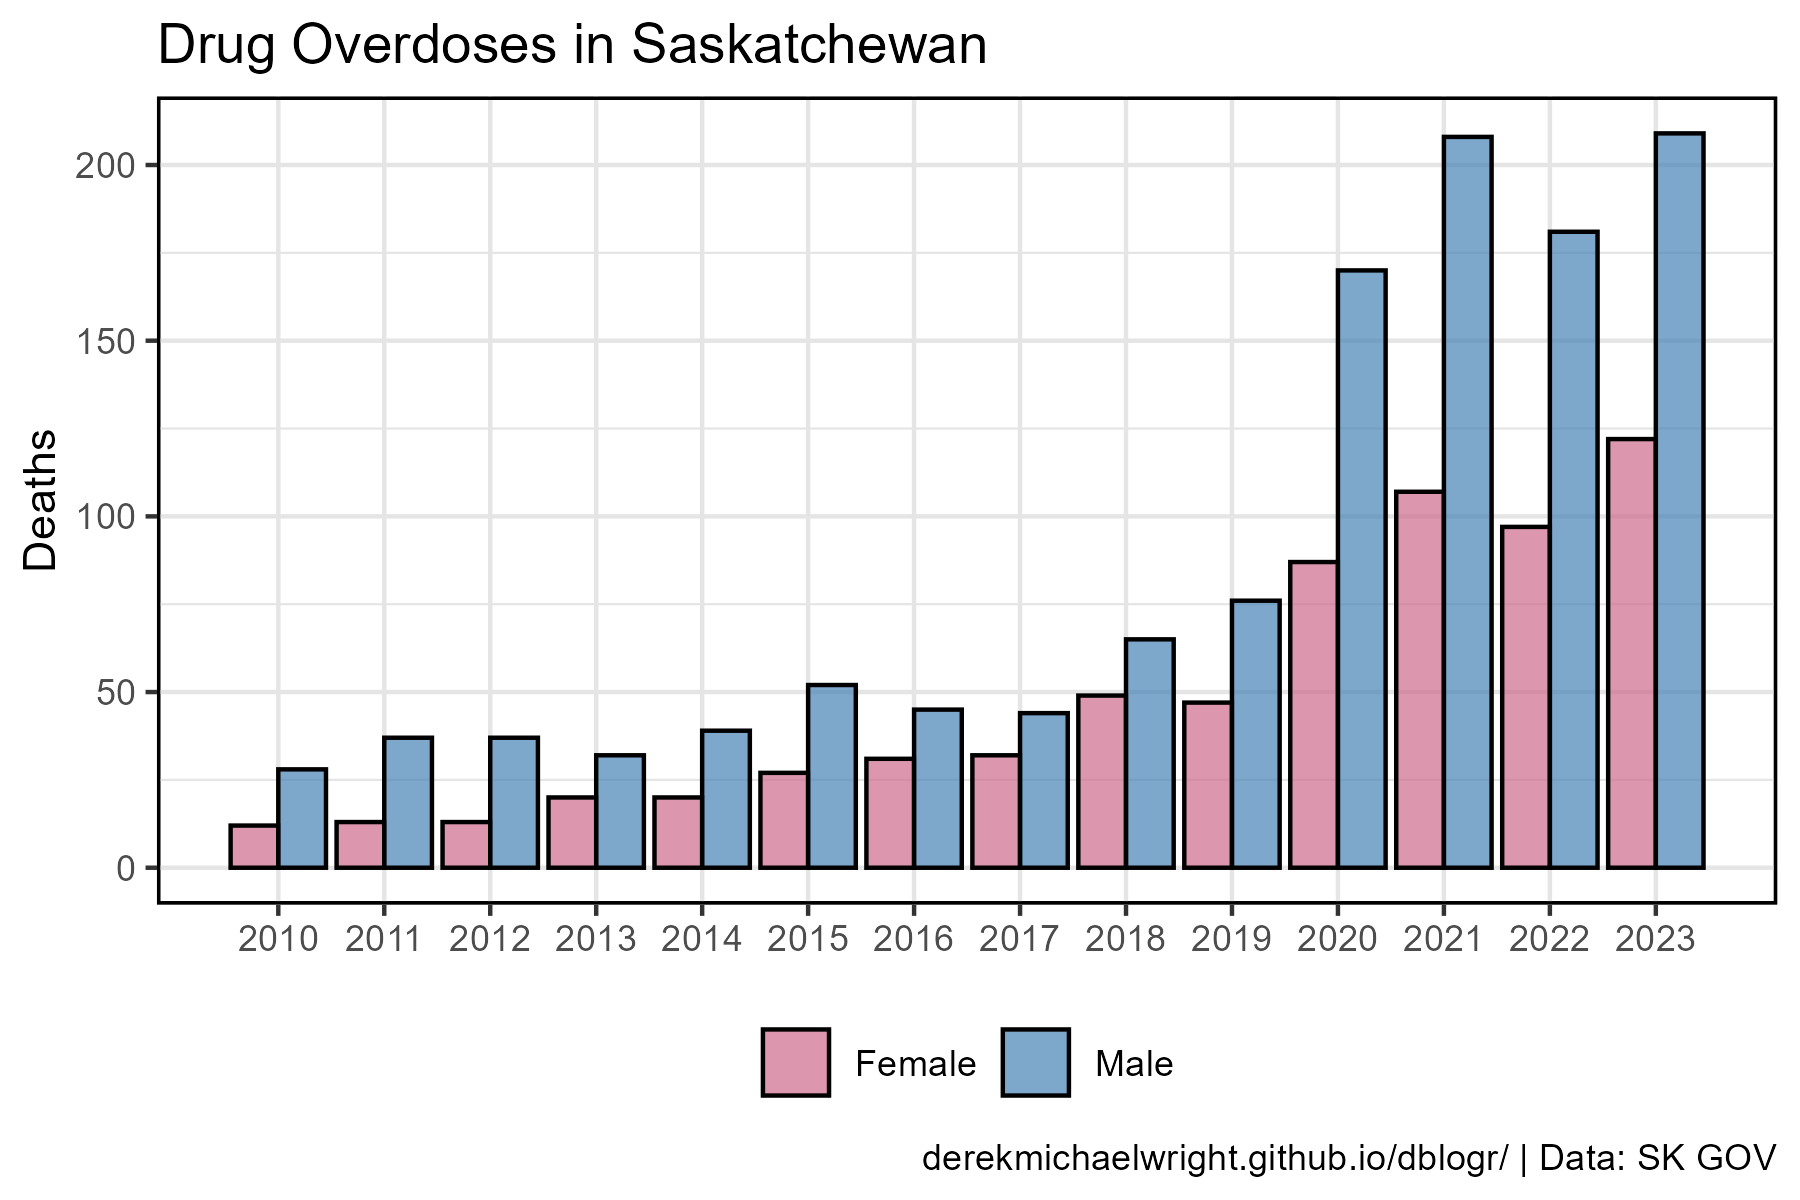 Drug Overdoses in Saskatchewan
Deaths
200
150
100
50
0
2010 2011 2012 2013 2014 2015 2016 2017 2018 2019 2020 2021 2022 2023
Female Male
derekmichaelwright.github.io/dblogr/ | Data: SK GOV